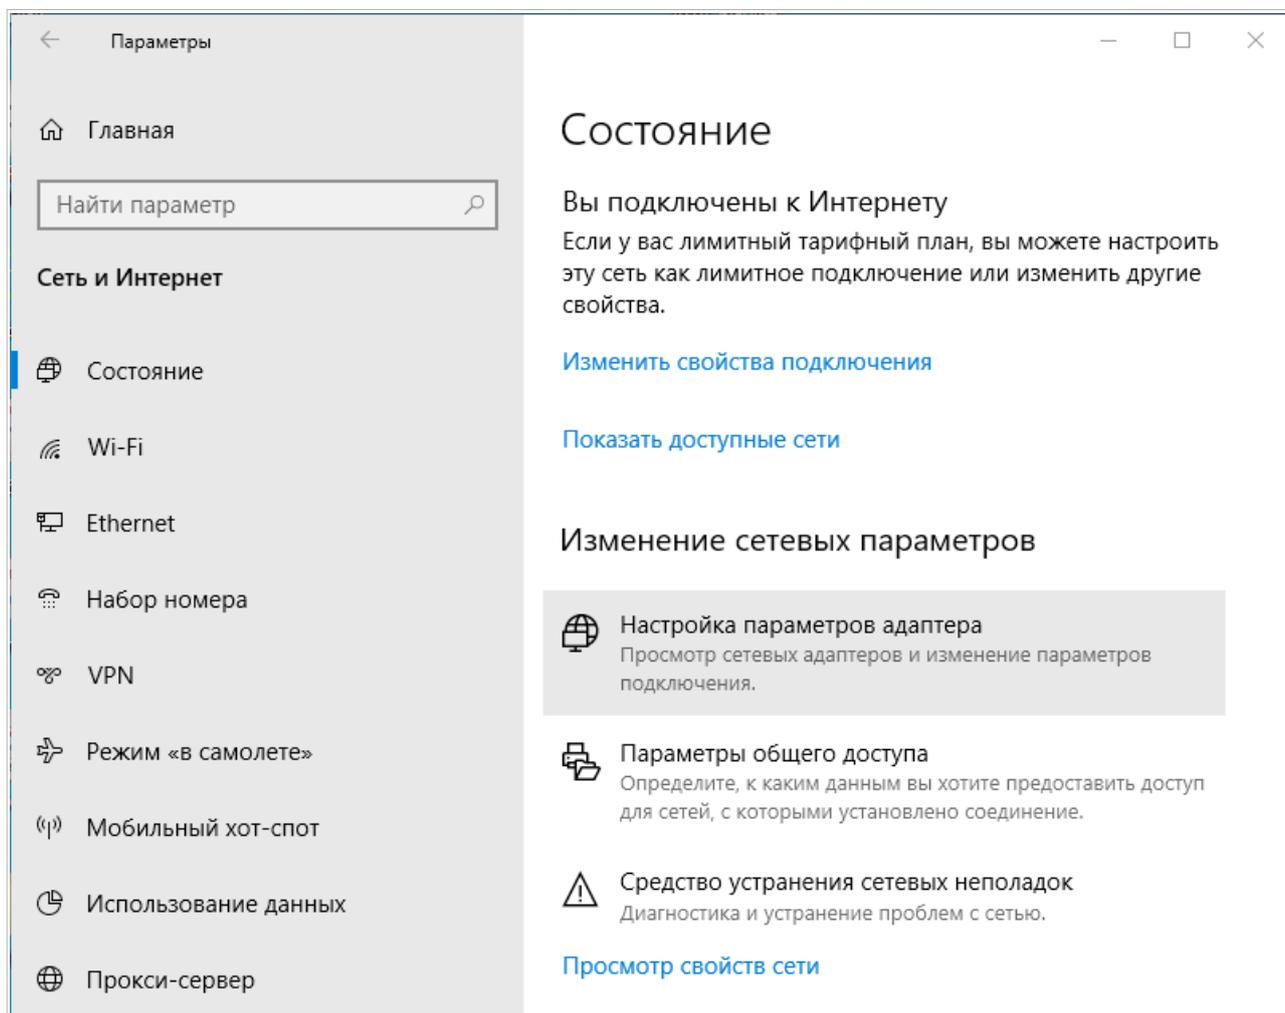 Параметры
Главная
Найти параметр
Сеть и Интернет
Состояние
Wi-Fi
Ethernet
Набор номера
VPN
Режим «в самолете»
Мобильный хот-спот
Использование данных
Прокси-сервер
Состояние
Вы подключены к Интернету
Если у вас лимитный тарифный план, вы можете настроить
эту сеть как лимитное подключение или изменить другие
свойства.
Изменить свойства подключения
Показать доступные сети
Изменение сетевых параметров
Настройка параметров адаптера
Просмотр сетевых адаптеров и изменение параметров
подключения.
Параметры общего доступа
Определите, к каким данным вы хотите предоставить доступ
для сетей, с которыми установлено соединение.
Средство устранения сетевых неполадок
Диагностика и устранение проблем с сетью.
Просмотр свойств сети